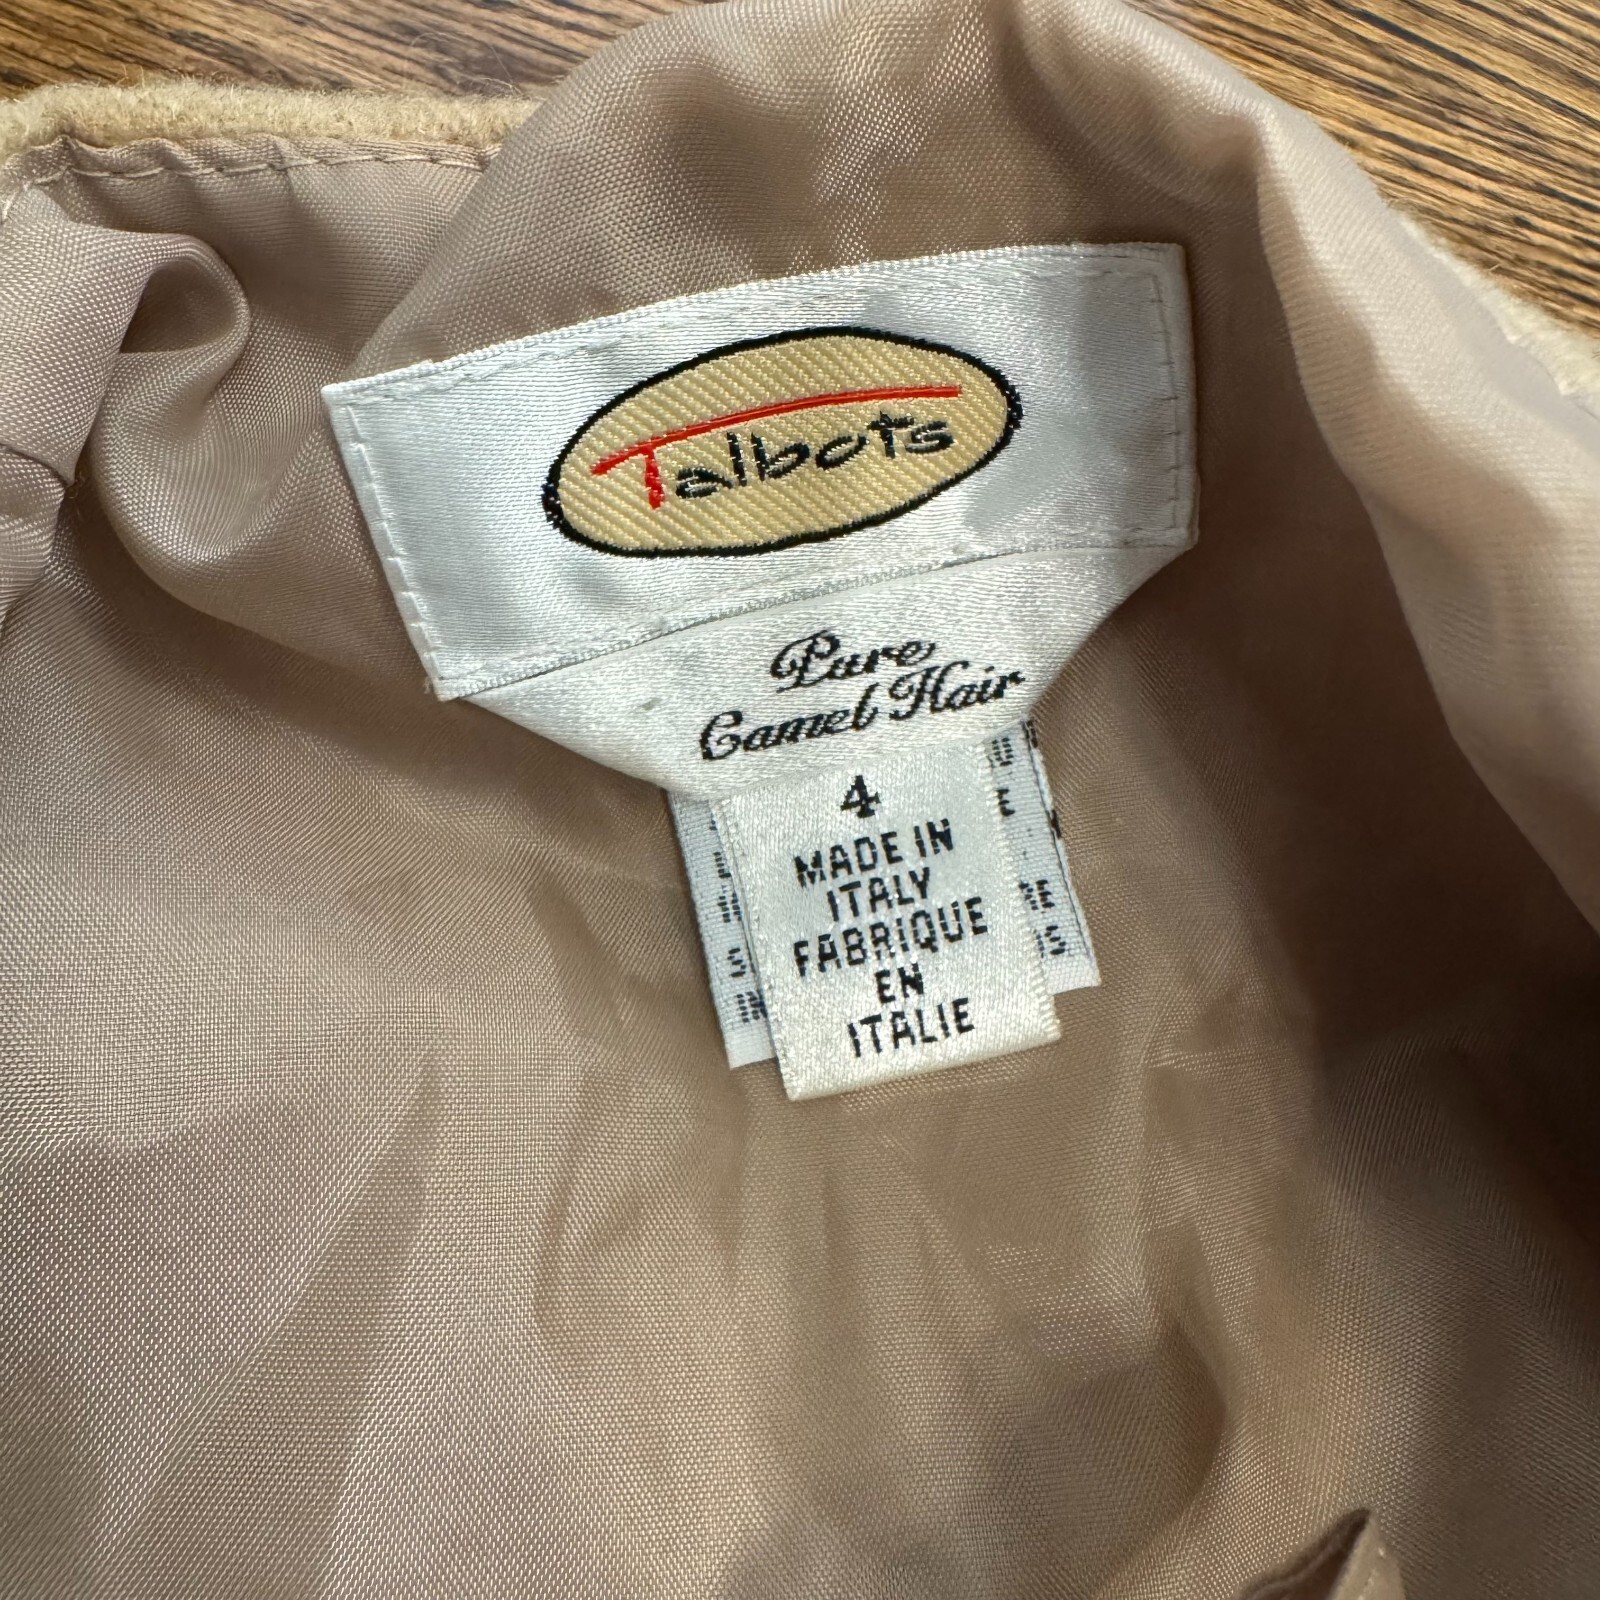 Talbots
Pure
Camel Hair
4
MADE IN
ITALY
FABRIQUE
EN
ITALIE